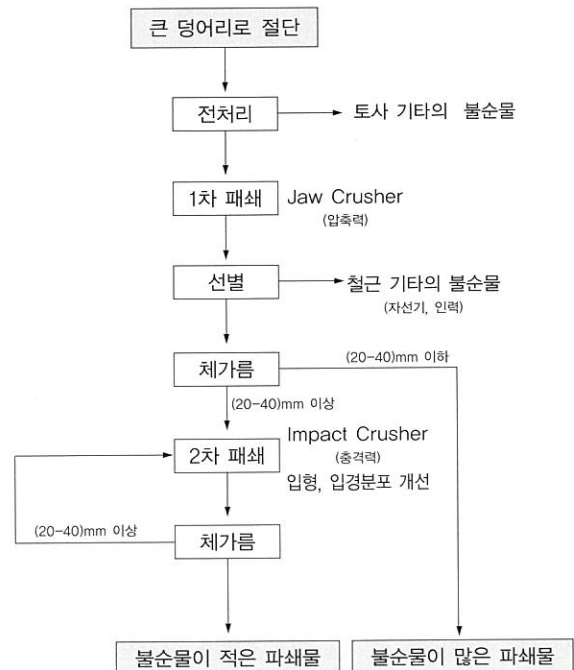 큰 덩어리로 절단
전처리
토사 기타의 불순물
1차 패쇄
Jaw Crusher
(압축력)
선별
철근 기타의 불순물
(자선기, 인력)
체가름
(20-40)mm 이하
(20-40)mm 이상
2차 패쇄
Impact Crusher
(충격력)
입형, 입경분포 개선
(20-40)mm 이상
체가름
불순물이 적은 파쇄물
불순물이 많은 파쇄물